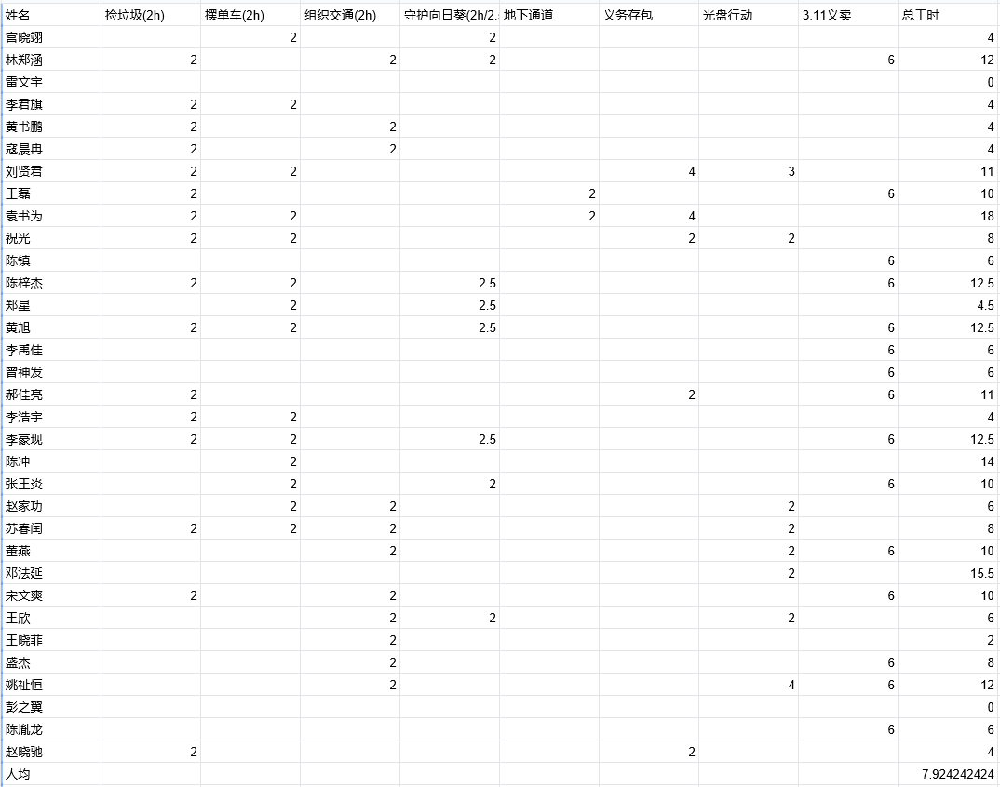 姓名 捡垃圾(2h) 摆单车(2h) 组织交通(2h) 守护向日葵(2h/2. 地下通道 义务存包 光盘行动 3.11义卖 总工时
宫晓翊 2 2 4
林郑涵 2 2 2 6 12
雷文宇 0
李君旗 2 2 4
黄书鹏 2 2 4
寇晨冉 2 2 4
刘贤君 2 2 4 3 11
王磊 2 2 6 10
袁书为 2 2 2 4 18
祝光 2 2 2 2 8
陈镇 6 6
陈梓杰 2 2 2.5 6 12.5
郑星 2 2.5 4.5
黄旭 2 2 2.5 6 12.5
李禹佳 6 6
曾神发 6 6
郝佳亮 2 2 6 11
李浩宇 2 2 4
李豪现 2 2 2.5 6 12.5
陈冲 2 14
张王炎 2 2 6 10
赵家功 2 2 2 6
苏春闰 2 2 2 2 8
董燕 2 2 6 10
邓法延 2 15.5
宋文爽 2 2 6 10
王欣 2 2 2 6
王晓菲 2 2
盛杰 2 6 8
姚祉恒 2 4 6 12
彭之翼 0
陈胤龙 6 6
赵晓驰 2 2 4
人均 7.924242424